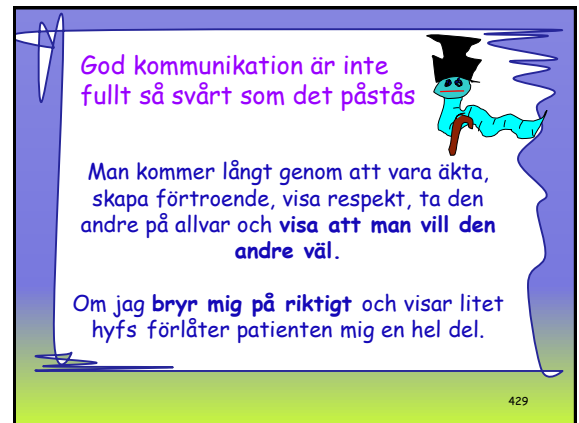 God kommunikation är inte
fullt så svårt som det påstås
Man kommer långt genom att vara äkta,
skapa förtroende, visa respekt, ta den
andre på allvar och visa att man vill den
andre väl.
Om jag bryr mig på riktigt och visar litet
hyfs förlåter patienten mig en hel del.
429